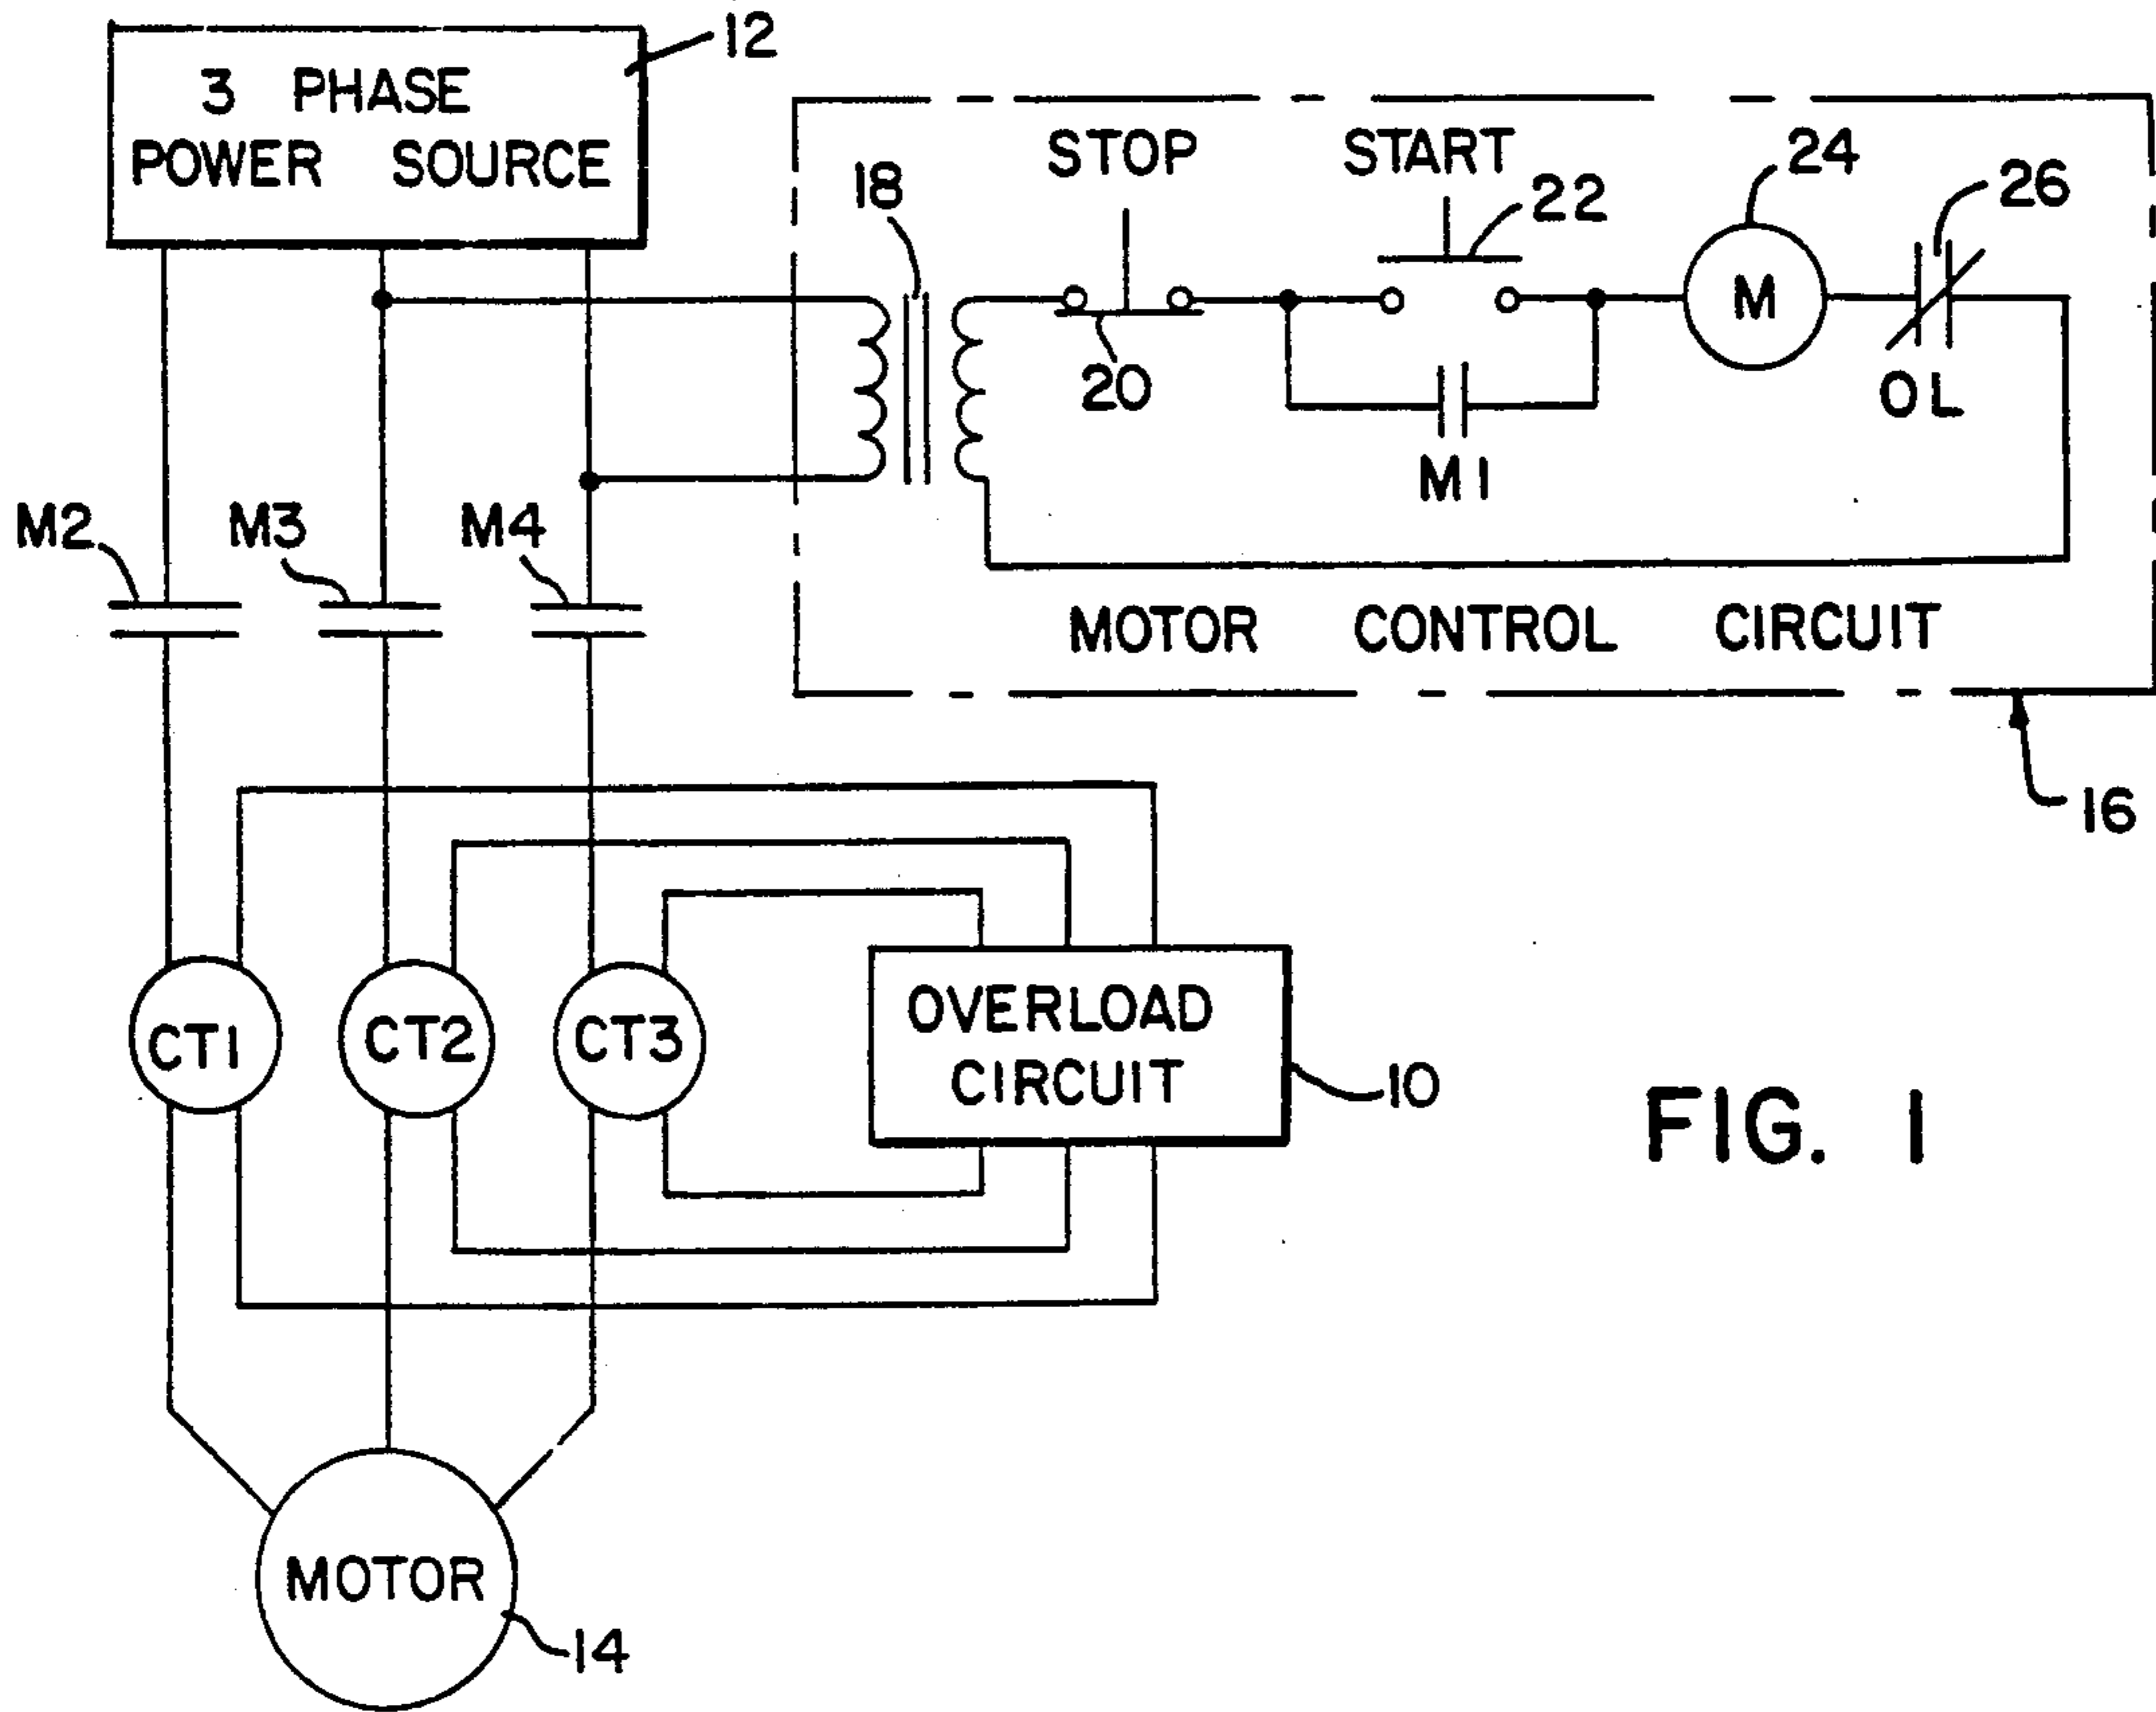 12
3 PHASE
POWER SOURCE
STOP START
24
18
22
26
M
20
OL
M1
M2 M3 M4
MOTOR CONTROL CIRCUIT
16
CT1 CT2 CT3
OVERLOAD
CIRCUIT
10
FIG. 1
MOTOR
14